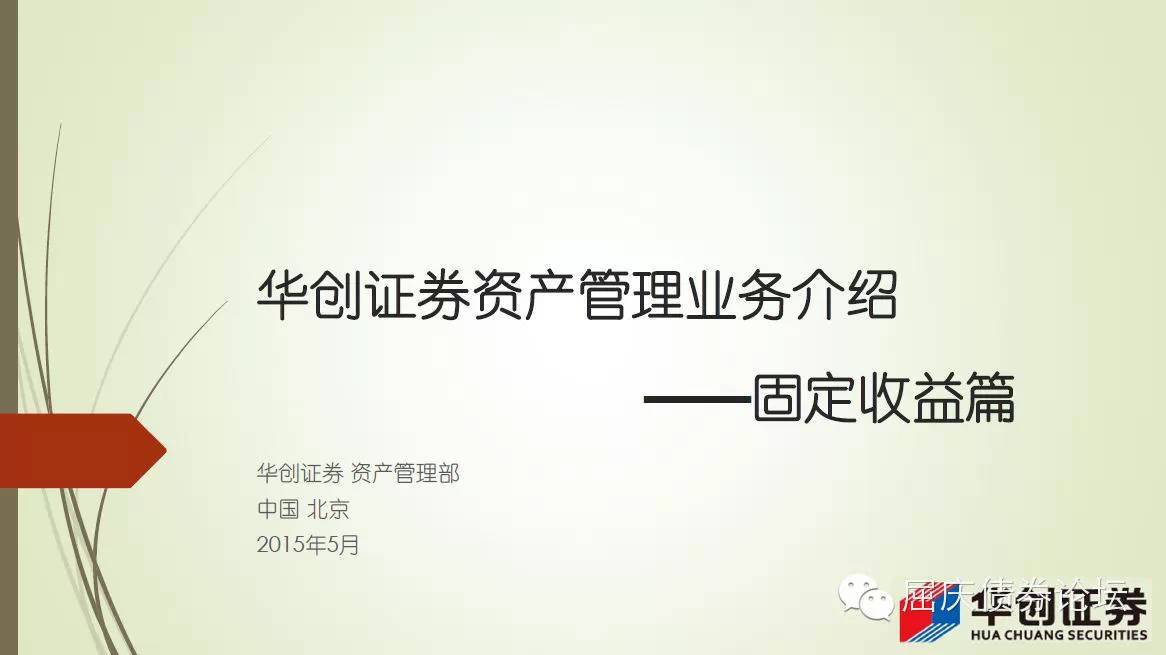 华创证券资产管理业务介绍
——固定收益篇
华创证券 资产管理部
中国 北京
2015年5月
屈庆债券论坛
华创证券
HUA CHUANG SECURITIES